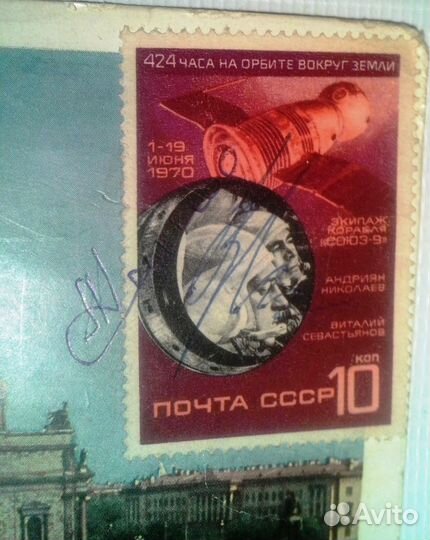 424 ЧАСА НА ОРБИТЕ ВОКРУГ ЗЕМЛИ
1-19
ИЮНЯ
1970
ЭКИПАЖ
КОРАБЛЯ
«СОЮЗ-9»
АНДРИЯН
НИКОЛАЕВ
ВИТАЛИЙ
СЕВАСТЬЯНОВ
КОП
ПОЧТА СССР 10
Avito